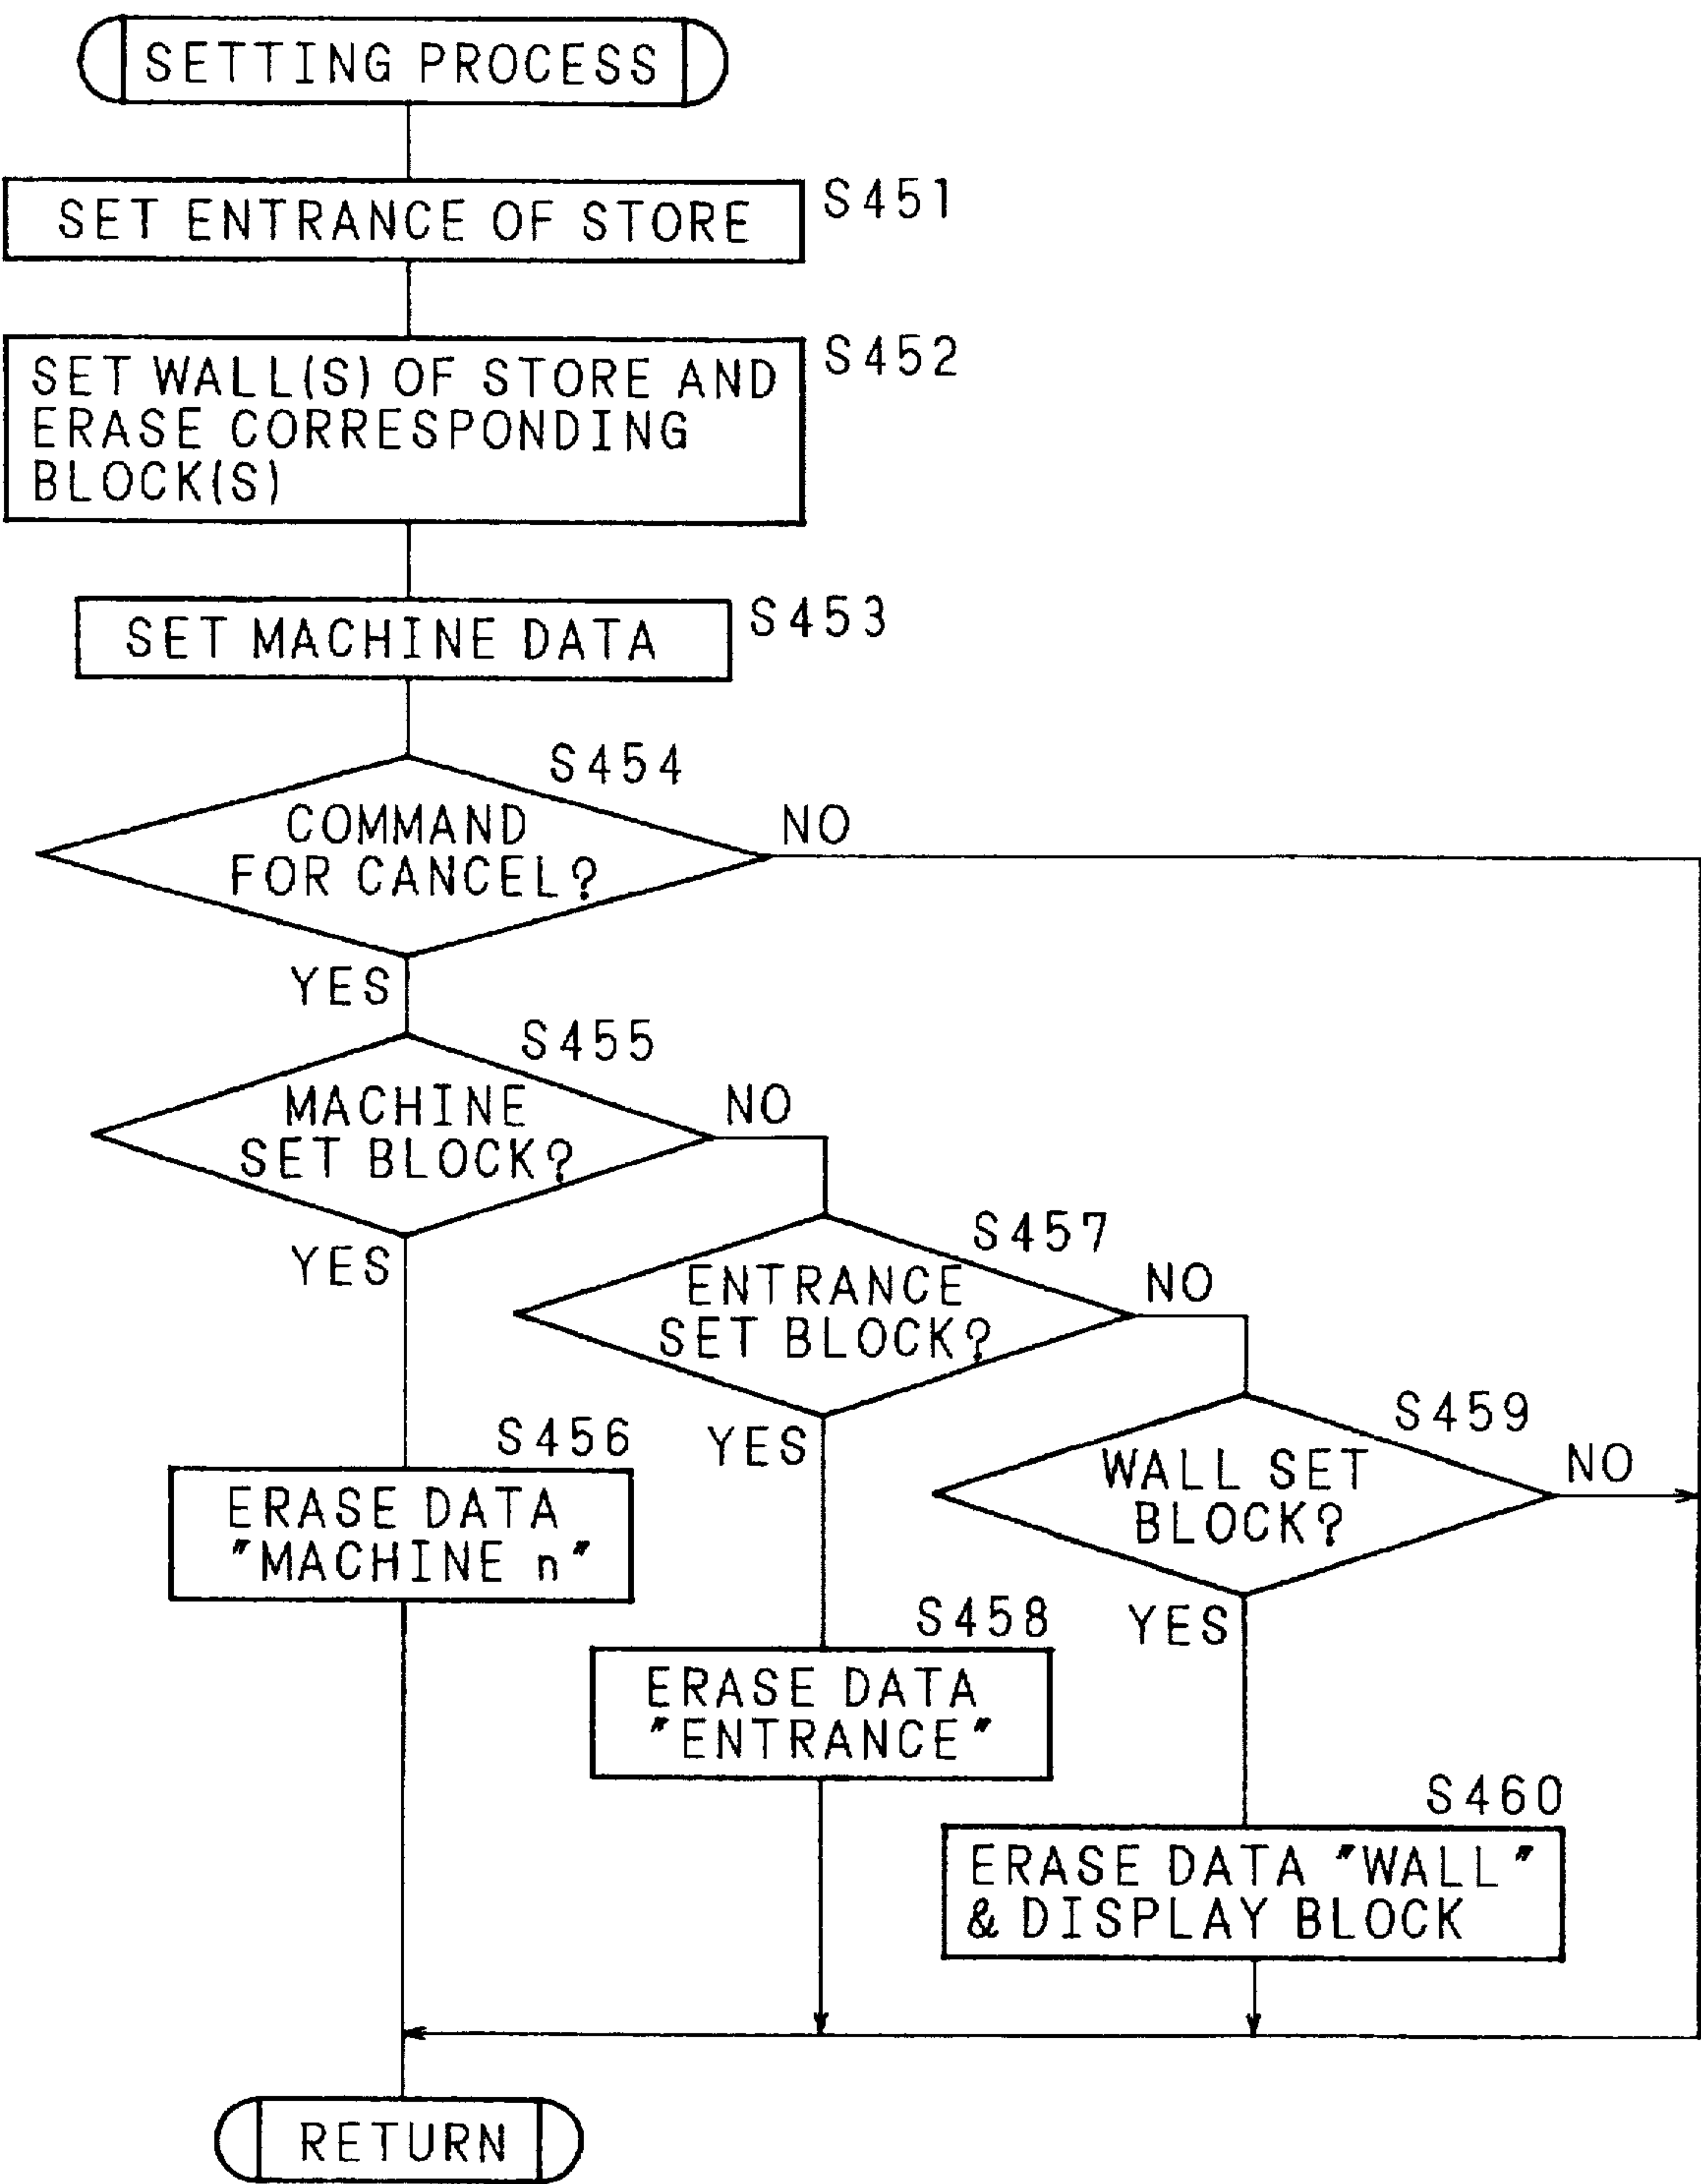 SETTING PROCESS
S451
SET ENTRANCE OF STORE
S452
SET WALL(S) OF STORE AND
ERASE CORRESPONDING
BLOCK(S)
S453
SET MACHINE DATA
S454
COMMAND
FOR CANCEL?
NO
YES
S455
MACHINE
SET BLOCK?
NO
YES
S457
ENTRANCE
SET BLOCK?
NO
YES
S459
WALL SET
BLOCK?
NO
YES
S456
ERASE DATA
"MACHINE n"
S458
ERASE DATA
"ENTRANCE"
S460
ERASE DATA "WALL"
& DISPLAY BLOCK
RETURN